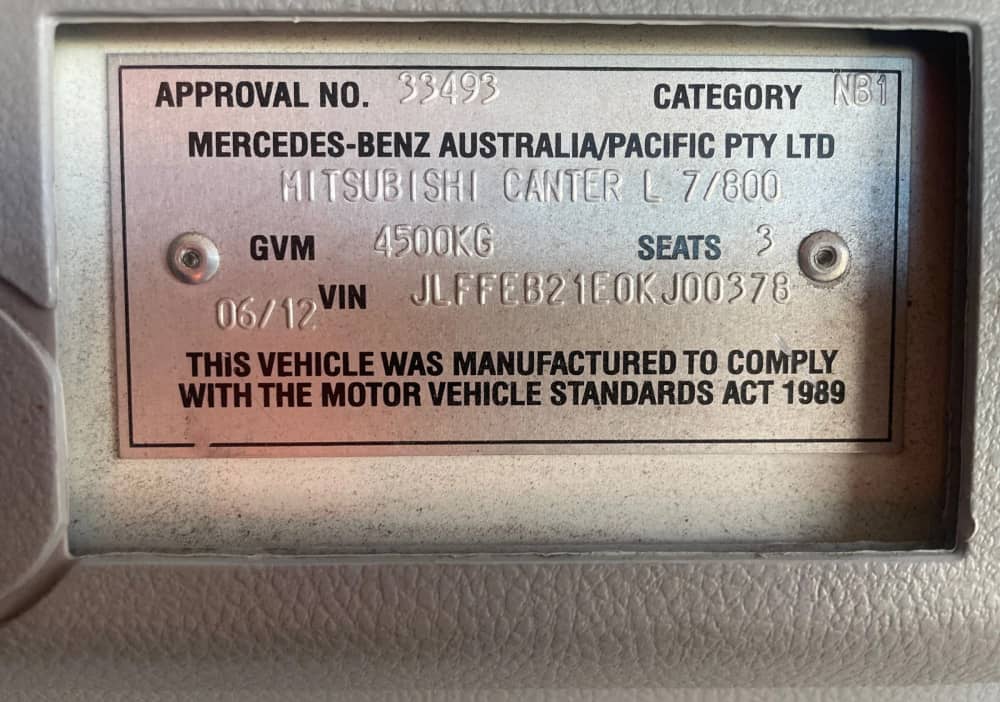 APPROVAL NO. 33493 CATEGORY NB1
MERCEDES-BENZ AUSTRALIA/PACIFIC PTY LTD
MITSUBISHI CANTER L 7/800
GVM 4500KG SEATS 3
06/12 VIN JLFFEB21E0KJ00378
THIS VEHICLE WAS MANUFACTURED TO COMPLY
WITH THE MOTOR VEHICLE STANDARDS ACT 1989